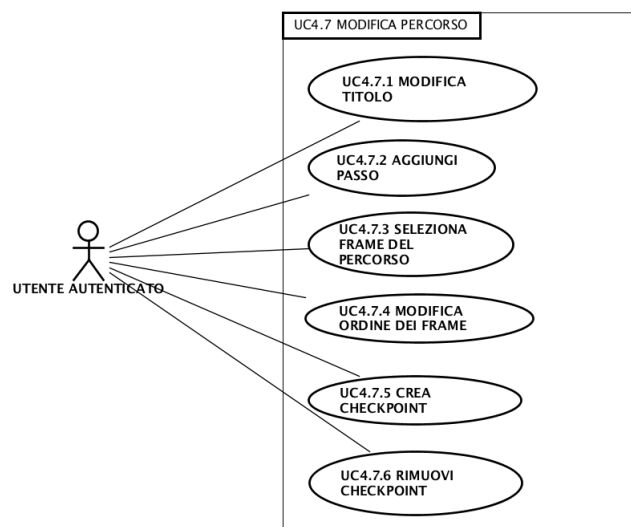 UC4.7 MODIFICA PERCORSO
UC4.7.1 MODIFICA
TITOLO
UC4.7.2 AGGIUNGI
PASSO
UC4.7.3 SELEZIONA
FRAME DEL
PERCORSO
UTENTE AUTENTICATO
UC4.7.4 MODIFICA
ORDINE DEI FRAME
UC4.7.5 CREA
CHECKPOINT
UC4.7.6 RIMUOVI
CHECKPOINT